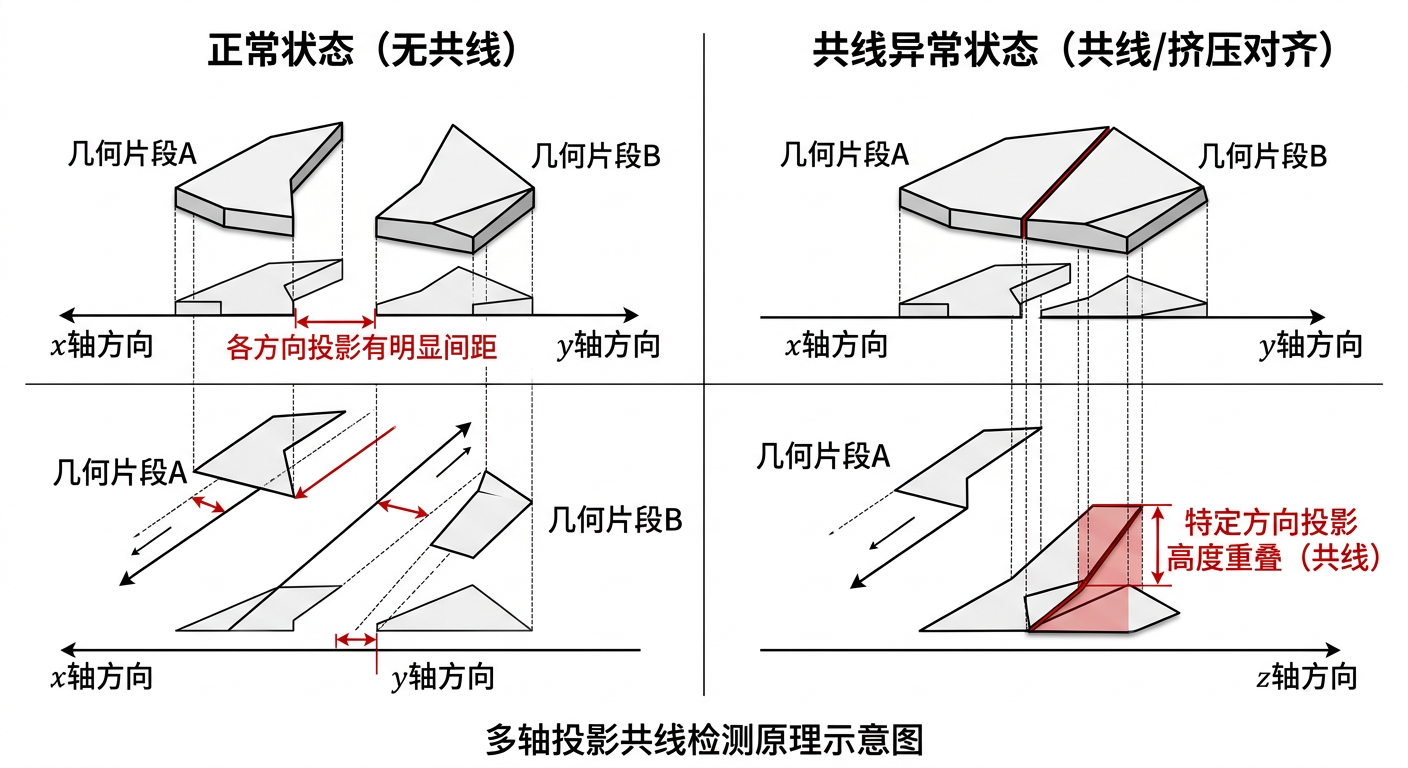 正常状态（无共线）
共线异常状态（共线/挤压对齐）
几何片段A
几何片段B
几何片段A
几何片段B
x轴方向
各方向投影有明显间距
y轴方向
x轴方向
y轴方向
几何片段A
几何片段B
几何片段A
特定方向投影
高度重叠（共线）
x轴方向
y轴方向
z轴方向
多轴投影共线检测原理示意图